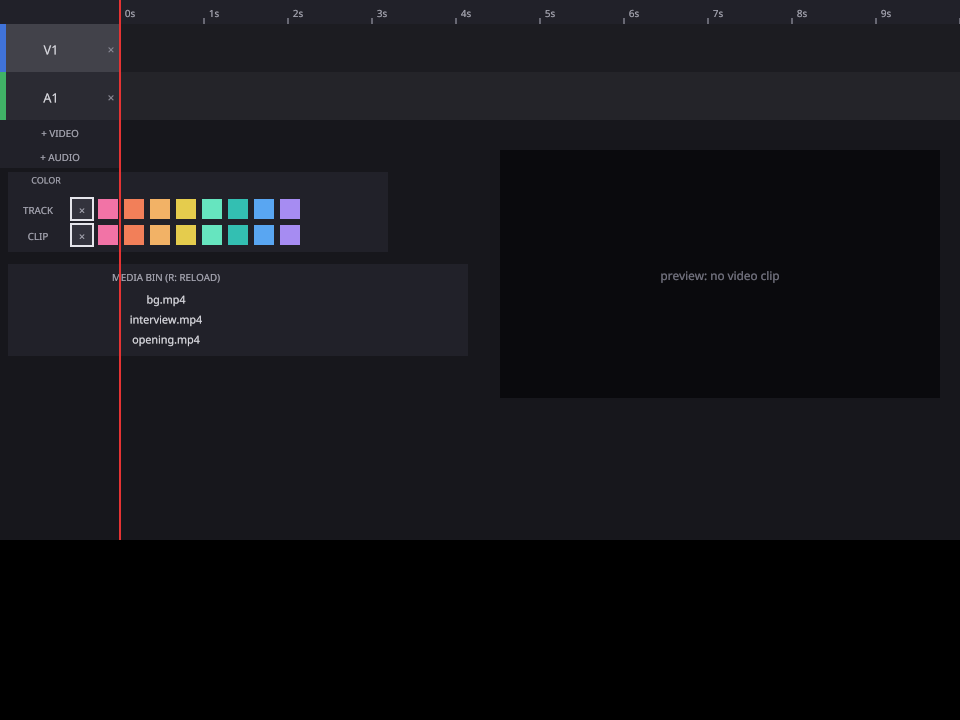 0s 1s 2s 3s 4s 5s 6s 7s 8s 9s
V1 ×
A1 ×
+ VIDEO
+ AUDIO
COLOR
TRACK ×
CLIP ×
MEDIA BIN (R: RELOAD)
bg.mp4
interview.mp4
opening.mp4
preview: no video clip